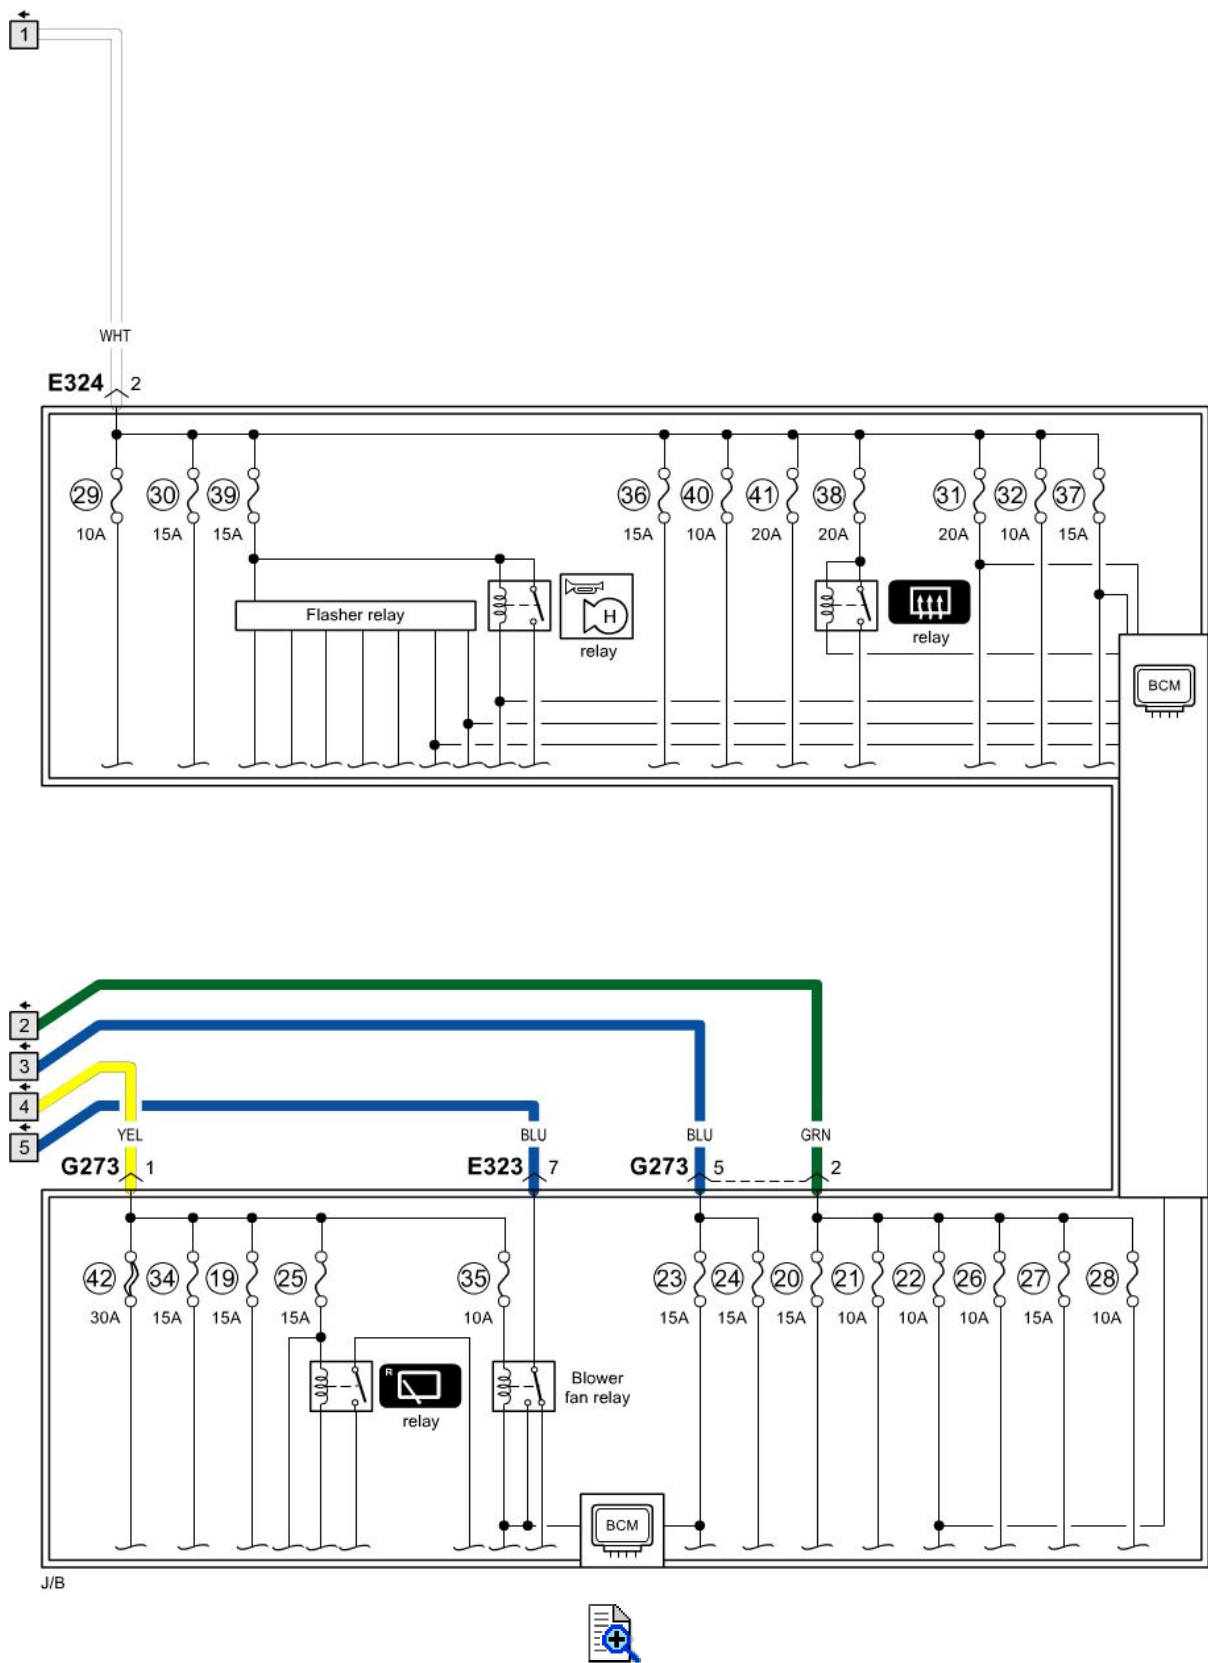 1
WHT
E324 2
29 30 39 36 40 41 38 31 32 37
10A 15A 15A 15A 10A 20A 20A 20A 10A 15A
Flasher relay
H
relay
relay
BCM
2
3
4
5
YEL BLU BLU GRN
G273 1 E323 7 G273 5 2
42 34 19 25 35 23 24 20 21 22 26 27 28
30A 15A 15A 15A 10A 15A 15A 15A 10A 10A 10A 15A 10A
R
relay
Blower
fan relay
BCM
J/B